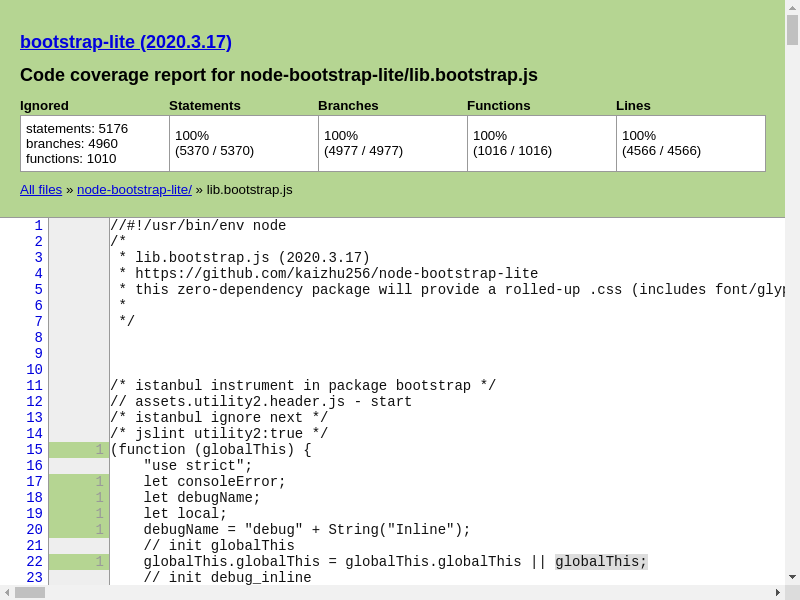 bootstrap-lite (2020.3.17)
Code coverage report for node-bootstrap-lite/lib.bootstrap.js
Ignored Statements Branches Functions Lines
statements: 5176
branches: 4960
functions: 1010
100%
(5370 / 5370)
100%
(4977 / 4977)
100%
(1016 / 1016)
100%
(4566 / 4566)
All files » node-bootstrap-lite/ » lib.bootstrap.js
1 //#!/usr/bin/env node
2 /*
3 * lib.bootstrap.js (2020.3.17)
4 * https://github.com/kaizhu256/node-bootstrap-lite
5 * this zero-dependency package will provide a rolled-up .css (includes font/glyp
6 *
7 */
8
9
10
11 /* istanbul instrument in package bootstrap */
12 // assets.utility2.header.js - start
13 /* istanbul ignore next */
14 /* jslint utility2:true */
15 1 (function (globalThis) {
16 "use strict";
17 1 let consoleError;
18 1 let debugName;
19 1 let local;
20 1 debugName = "debug" + String("Inline");
21 // init globalThis
22 1 globalThis.globalThis = globalThis.globalThis || globalThis;
23 // init debug_inline